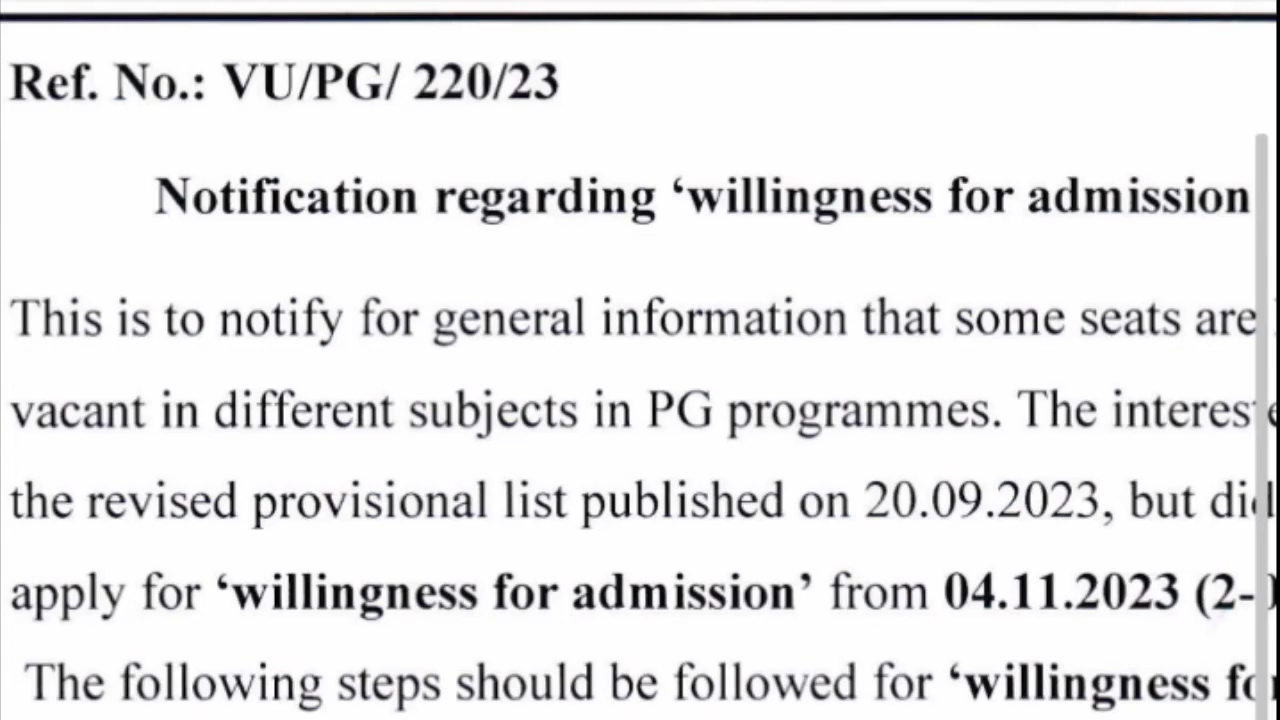 Ref. No.: VU/PG/ 220/23
Notification regarding ‘willingness for admission
This is to notify for general information that some seats are
vacant in different subjects in PG programmes. The
the revised provisional list published on 20.09.2023, but
apply for ‘willingness for admission’ from 04.11.2023 (2-
The following steps should be followed for ‘willingness